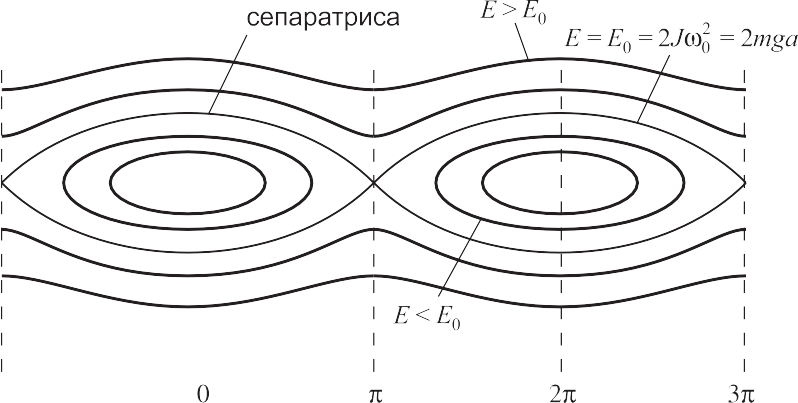 сепаратриса
E > E₀
E = E₀ = 2Jω₀² = 2mga
E < E₀
0 π 2π 3π